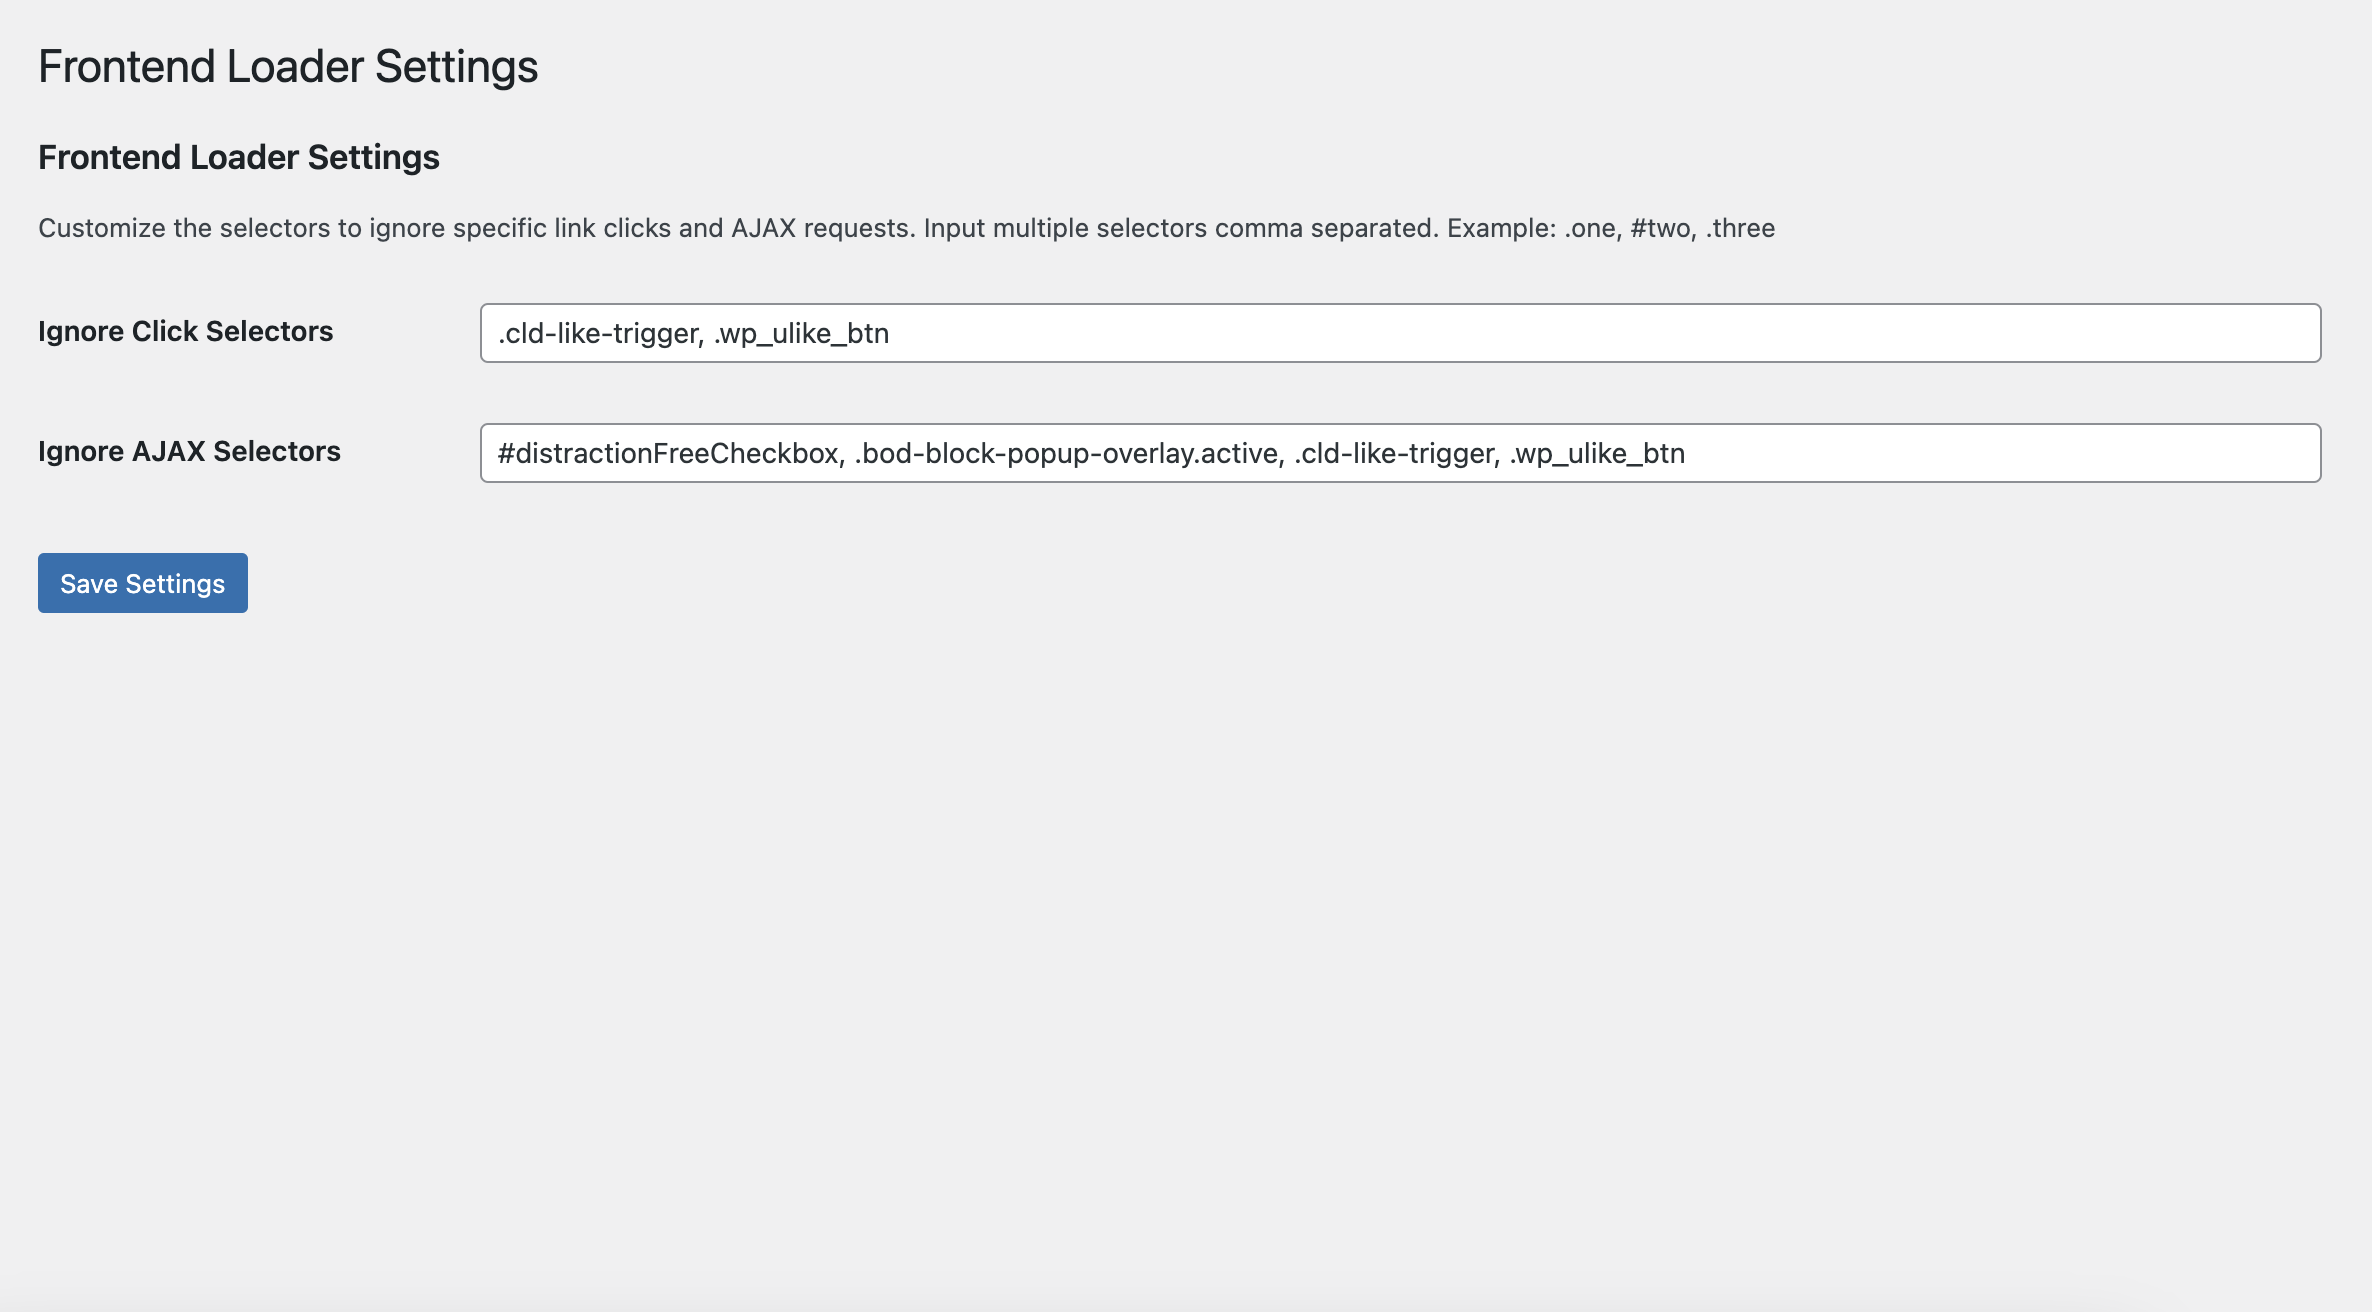 Frontend Loader Settings
Frontend Loader Settings
Customize the selectors to ignore specific link clicks and AJAX requests. Input multiple selectors comma separated. Example: .one, #two, .three
Ignore Click Selectors
.cld-like-trigger, .wp_ulike_btn
Ignore AJAX Selectors
#distractionFreeCheckbox, .bod-block-popup-overlay.active, .cld-like-trigger, .wp_ulike_btn
Save Settings